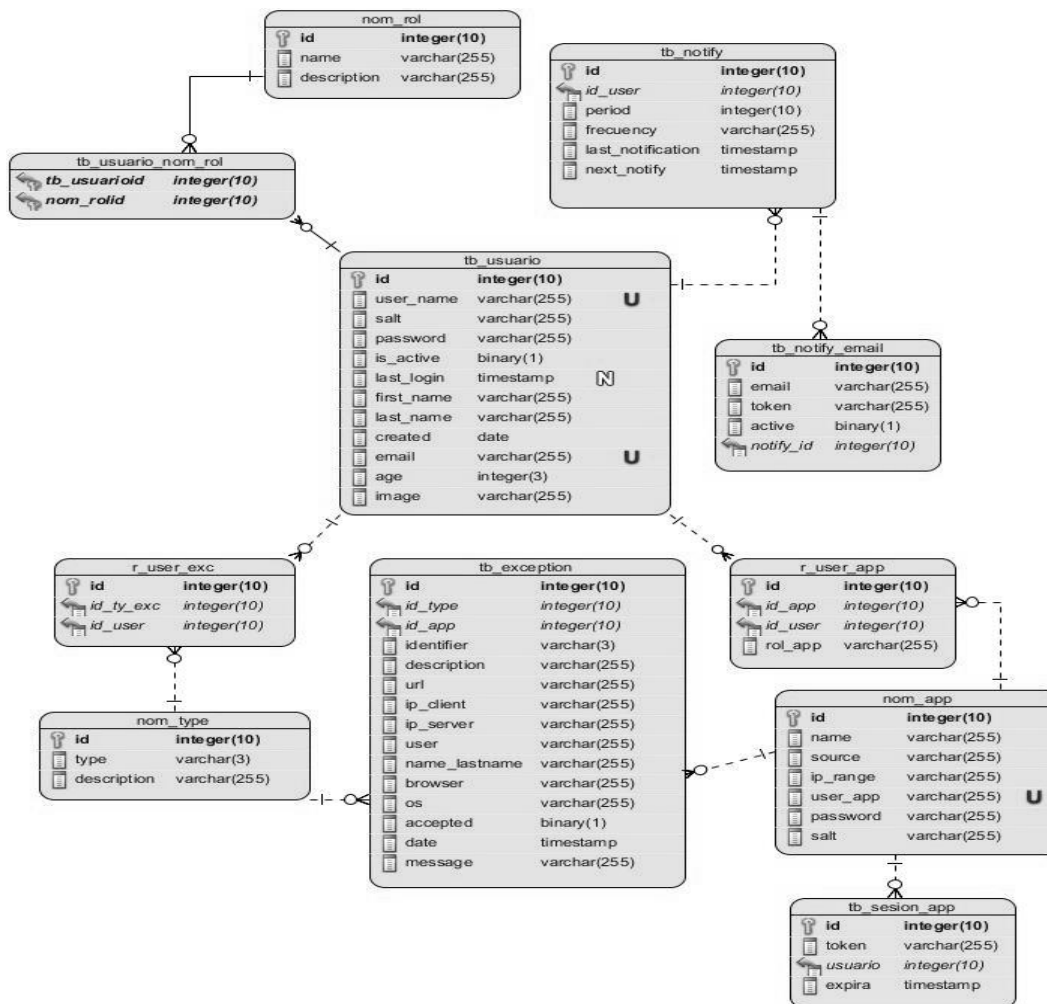 nom_rol
id integer(10)
name varchar(255)
description varchar(255)
tb_notify
id integer(10)
id_user integer(10)
period integer(10)
frecuency varchar(255)
last_notification timestamp
next_notify timestamp
tb_usuario_nom_rol
tb_usuarioid integer(10)
nom_rolid integer(10)
tb_usuario
id integer(10)
user_name varchar(255) U
salt varchar(255)
password varchar(255)
is_active binary(1)
last_login timestamp N
first_name varchar(255)
last_name varchar(255)
created date
email varchar(255) U
age integer(3)
image varchar(255)
tb_notify_email
id integer(10)
email varchar(255)
token varchar(255)
active binary(1)
notify_id integer(10)
r_user_exc
id integer(10)
id_ty_exc integer(10)
id_user integer(10)
tb_exception
id integer(10)
id_type integer(10)
id_app integer(10)
identifier varchar(3)
description varchar(255)
url varchar(255)
ip_client varchar(255)
ip_server varchar(255)
user varchar(255)
name_lastname varchar(255)
browser varchar(255)
os varchar(255)
accepted binary(1)
date timestamp
message varchar(255)
r_user_app
id integer(10)
id_app integer(10)
id_user integer(10)
rol_app varchar(255)
nom_type
id integer(10)
type varchar(3)
description varchar(255)
nom_app
id integer(10)
name varchar(255)
source varchar(255)
ip_range varchar(255)
user_app varchar(255) U
password varchar(255)
salt varchar(255)
tb_sesion_app
id integer(10)
token varchar(255)
usuario integer(10)
expira timestamp